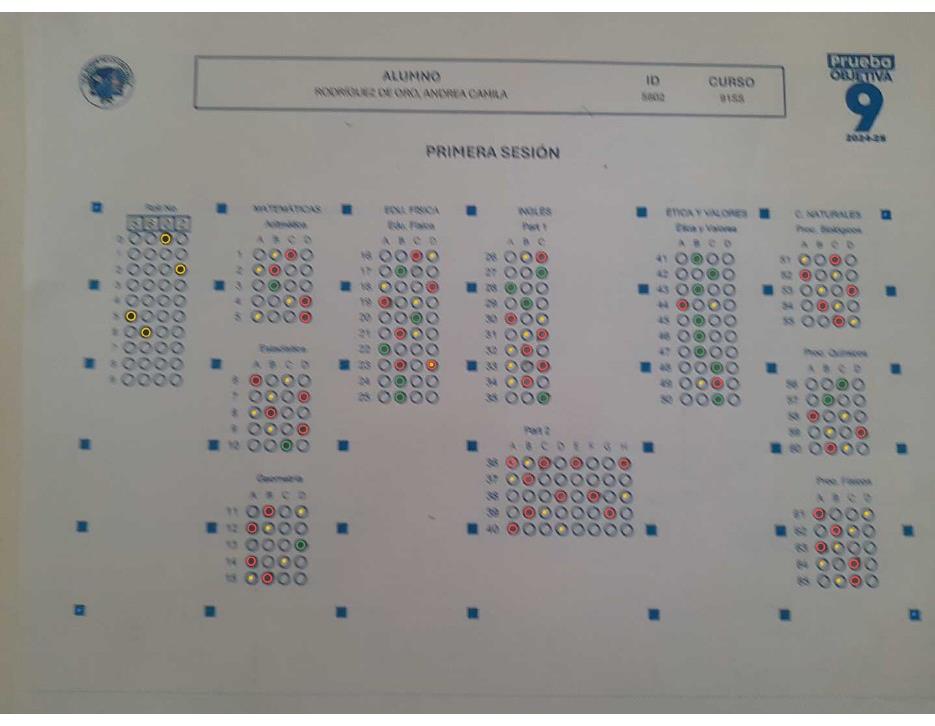 ALUMNO
RODRÍGUEZ DE ORO, ANDREA CAMILA
ID
5802
CURSO
915S
Prueba
OBJETIVA
9
2024-25
PRIMERA SESIÓN
Roll No
0
1
2
3
4
5
6
7
8
9
MATEMÁTICAS
Aritmética
A B C D
1
2
3
4
5
Estadística
A B C D
6
7
8
9
10
Geometría
A B C D
11
12
13
14
15
EDU. FÍSICA
Edu. Física
A B C D
16
17
18
19
20
21
22
23
24
25
INGLÉS
Part 1
A B C
26
27
28
29
30
31
32
33
34
35
Part 2
A B C D E F G H
36
37
38
39
40
ÉTICA Y VALORES
Ética y Valores
A B C D
41
42
43
44
45
46
47
48
49
50
C. NATURALES
Proc. Biológicos
A B C D
51
52
53
54
55
Proc. Químicos
A B C D
56
57
58
59
60
Proc. Físicos
A B C D
61
62
63
64
65